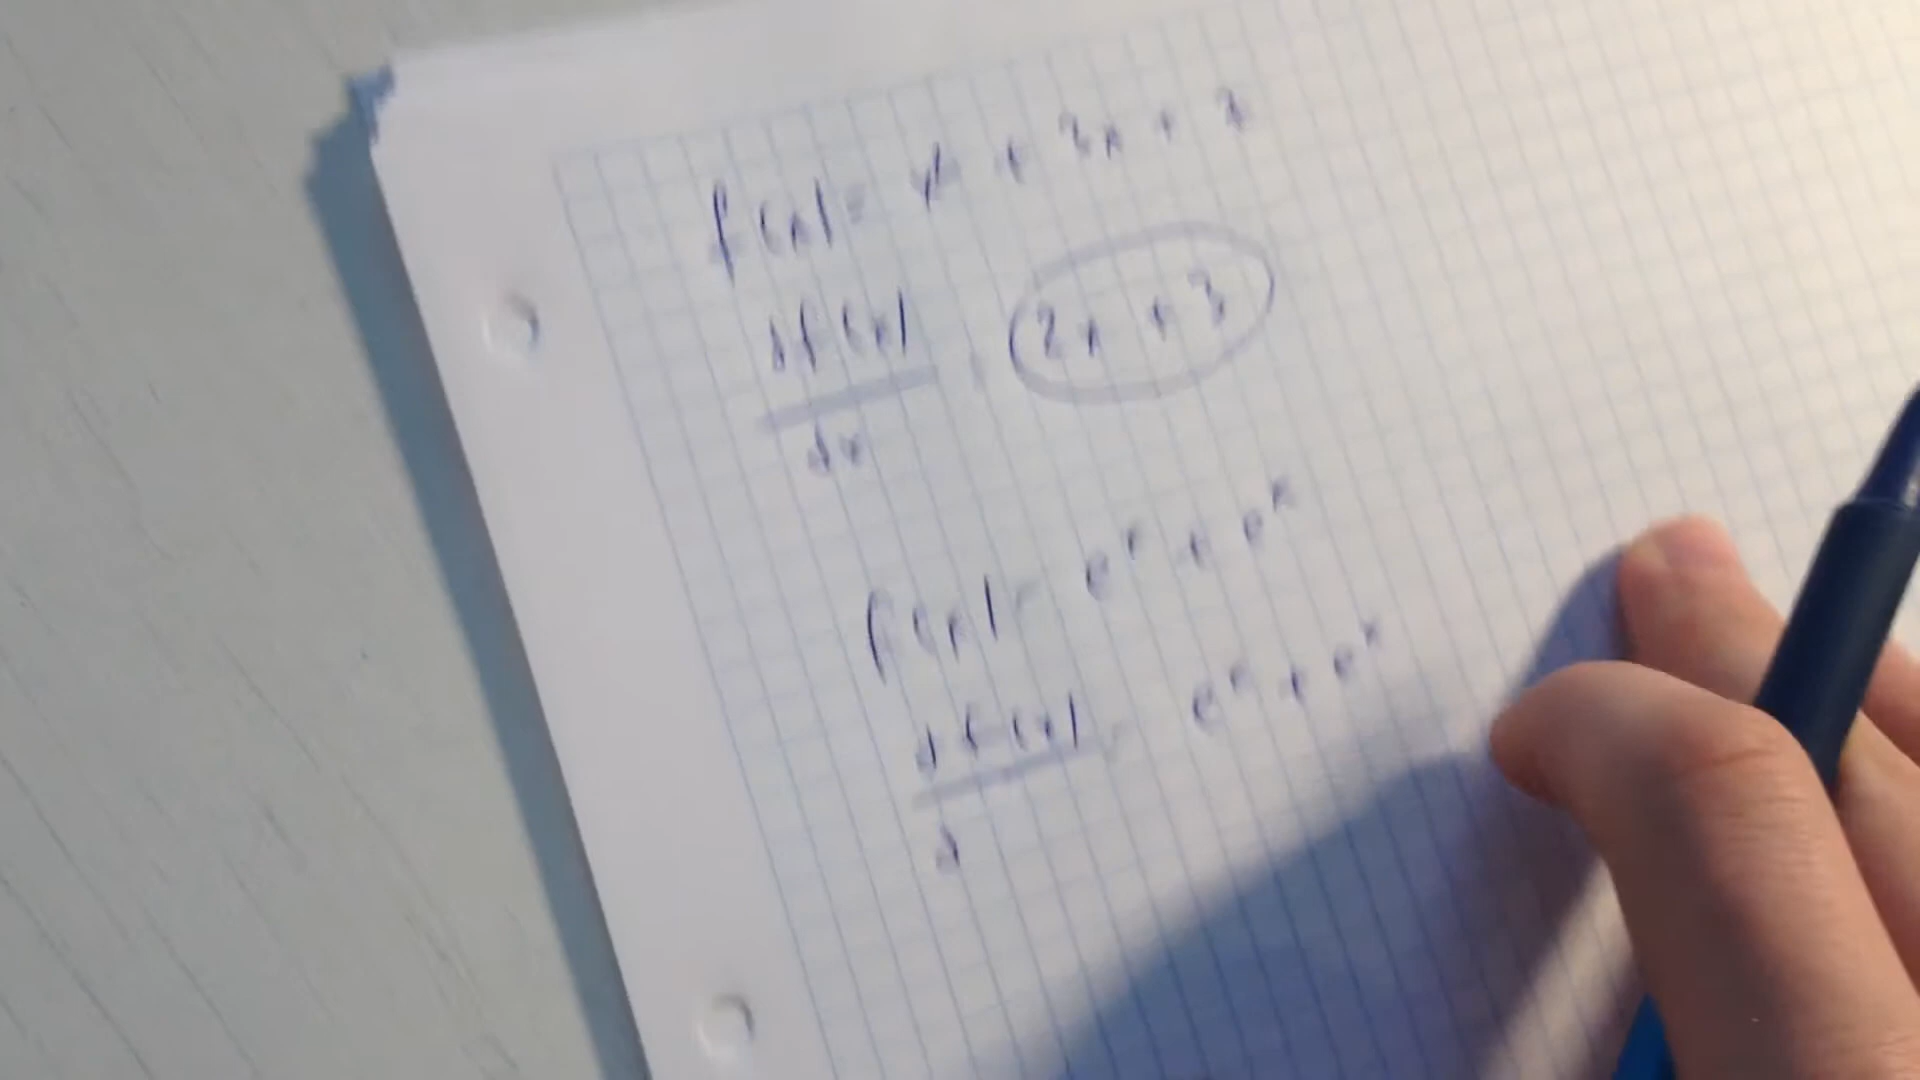 f(x) = x² + 3x + 2
df(x)
dx = 2x + 3
f(x) = eˣ + eˣ
df(x)
d = eˣ + eˣ